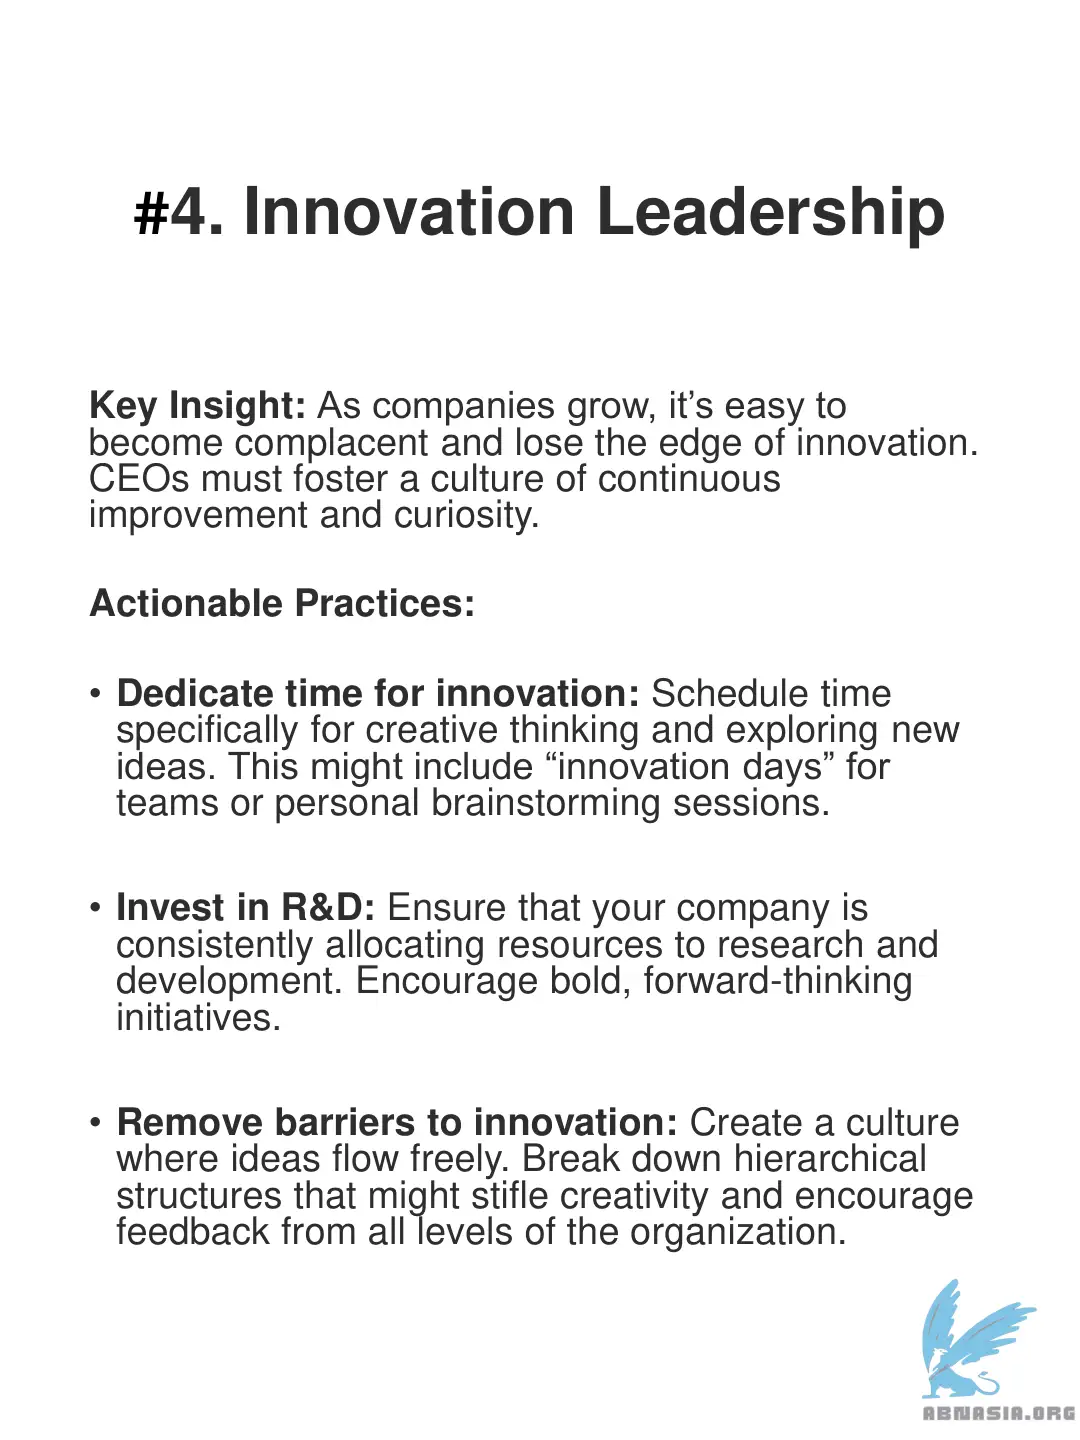 #4. Innovation Leadership
Key Insight: As companies grow, it’s easy to
become complacent and lose the edge of innovation.
CEOs must foster a culture of continuous
improvement and curiosity.
Actionable Practices:
• Dedicate time for innovation: Schedule time
specifically for creative thinking and exploring new
ideas. This might include “innovation days” for
teams or personal brainstorming sessions.
• Invest in R&D: Ensure that your company is
consistently allocating resources to research and
development. Encourage bold, forward-thinking
initiatives.
• Remove barriers to innovation: Create a culture
where ideas flow freely. Break down hierarchical
structures that might stifle creativity and encourage
feedback from all levels of the organization.
ABNASIA.ORG